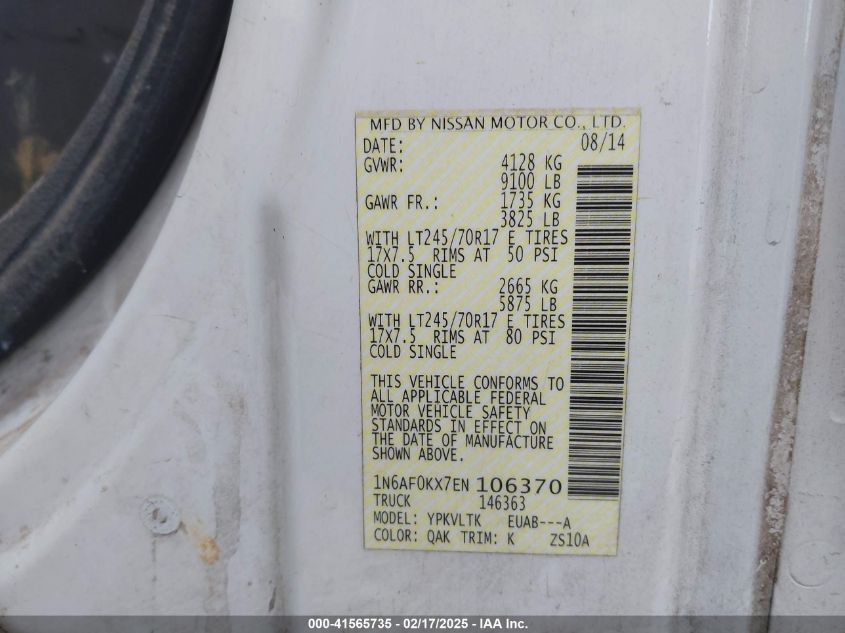 MFD BY NISSAN MOTOR CO., LTD.
DATE: 08/14
GVWR: 4128 KG
9100 LB
GAWR FR.: 1735 KG
3825 LB
WITH LT245/70R17 E TIRES
17X7.5 RIMS AT 50 PSI
COLD SINGLE
GAWR RR.: 2665 KG
5875 LB
WITH LT245/70R17 E TIRES
17X7.5 RIMS AT 80 PSI
COLD SINGLE
THIS VEHICLE CONFORMS TO
ALL APPLICABLE FEDERAL
MOTOR VEHICLE SAFETY
STANDARDS IN EFFECT ON
THE DATE OF MANUFACTURE
SHOWN ABOVE.
1N6AF0KX7EN 106370
TRUCK 146363
MODEL: YPKVLTK EUAB---A
COLOR: QAK TRIM: K ZS10A
000-41565735 - 02/17/2025 - IAA Inc.